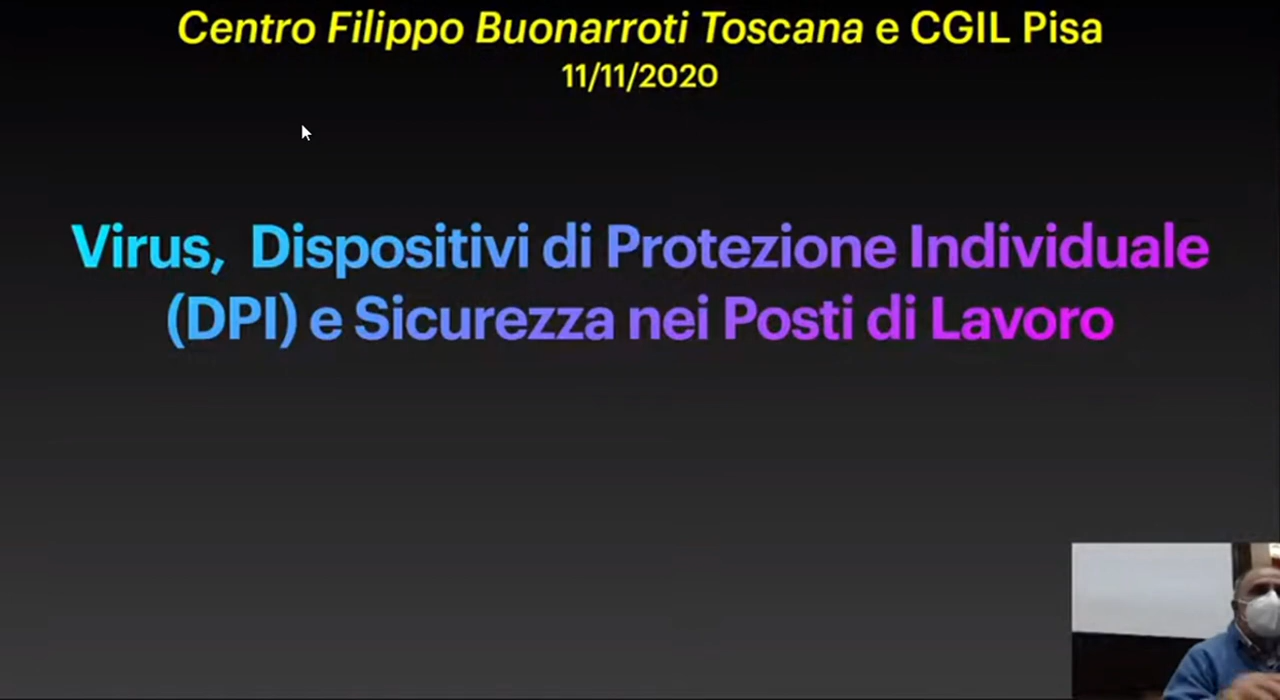 Centro Filippo Buonarroti Toscana e CGIL Pisa
11/11/2020
Virus, Dispositivi di Protezione Individuale
(DPI) e Sicurezza nei Posti di Lavoro